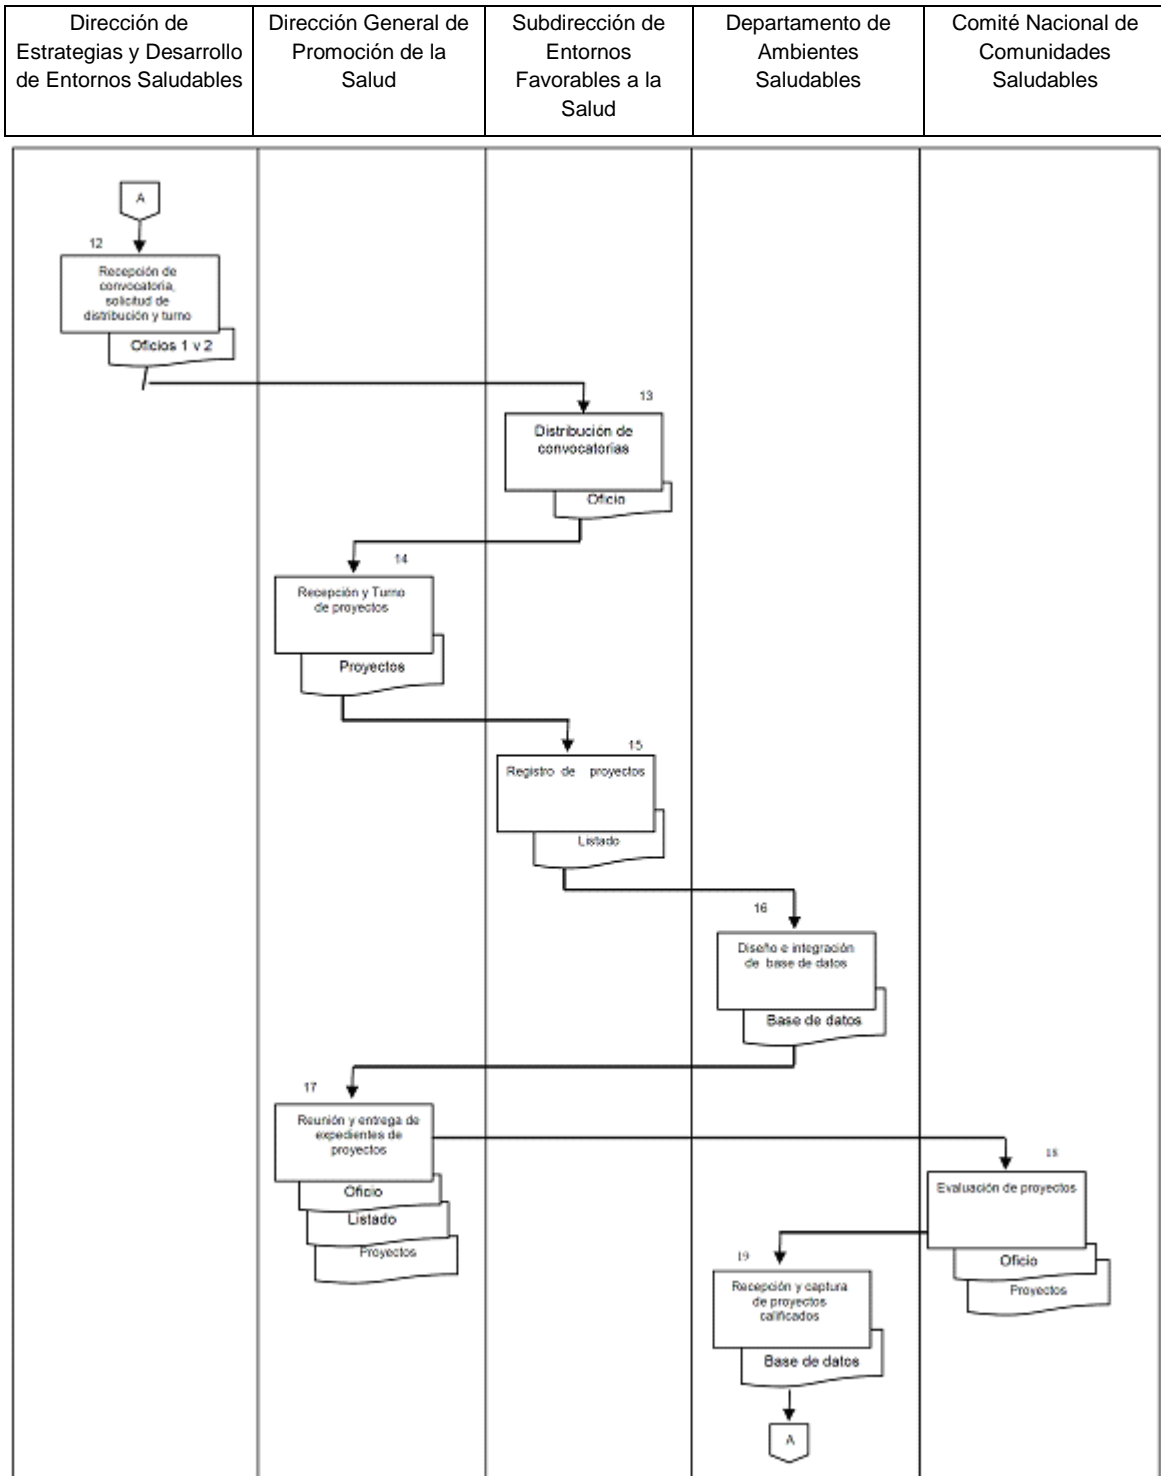 Dirección de
Estrategias y Desarrollo
de Entornos Saludables
Dirección General de
Promoción de la
Salud
Subdirección de
Entornos
Favorables a la
Salud
Departamento de
Ambientes
Saludables
Comité Nacional de
Comunidades
Saludables
A
12
Recepción de
convocatoria,
solicitud de
distribución y turno
Oficios 1 y 2
13
Distribución de
convocatorias
Oficio
14
Recepción y Turno
de proyectos
Proyectos
15
Registro de proyectos
Listado
16
Diseño e integración
de base de datos
Base de datos
17
Reunión y entrega de
expedientes de
proyectos
Oficio
Listado
Proyectos
18
Evaluación de proyectos
Oficio
Proyectos
19
Recepción y captura
de proyectos
calificados
Base de datos
A